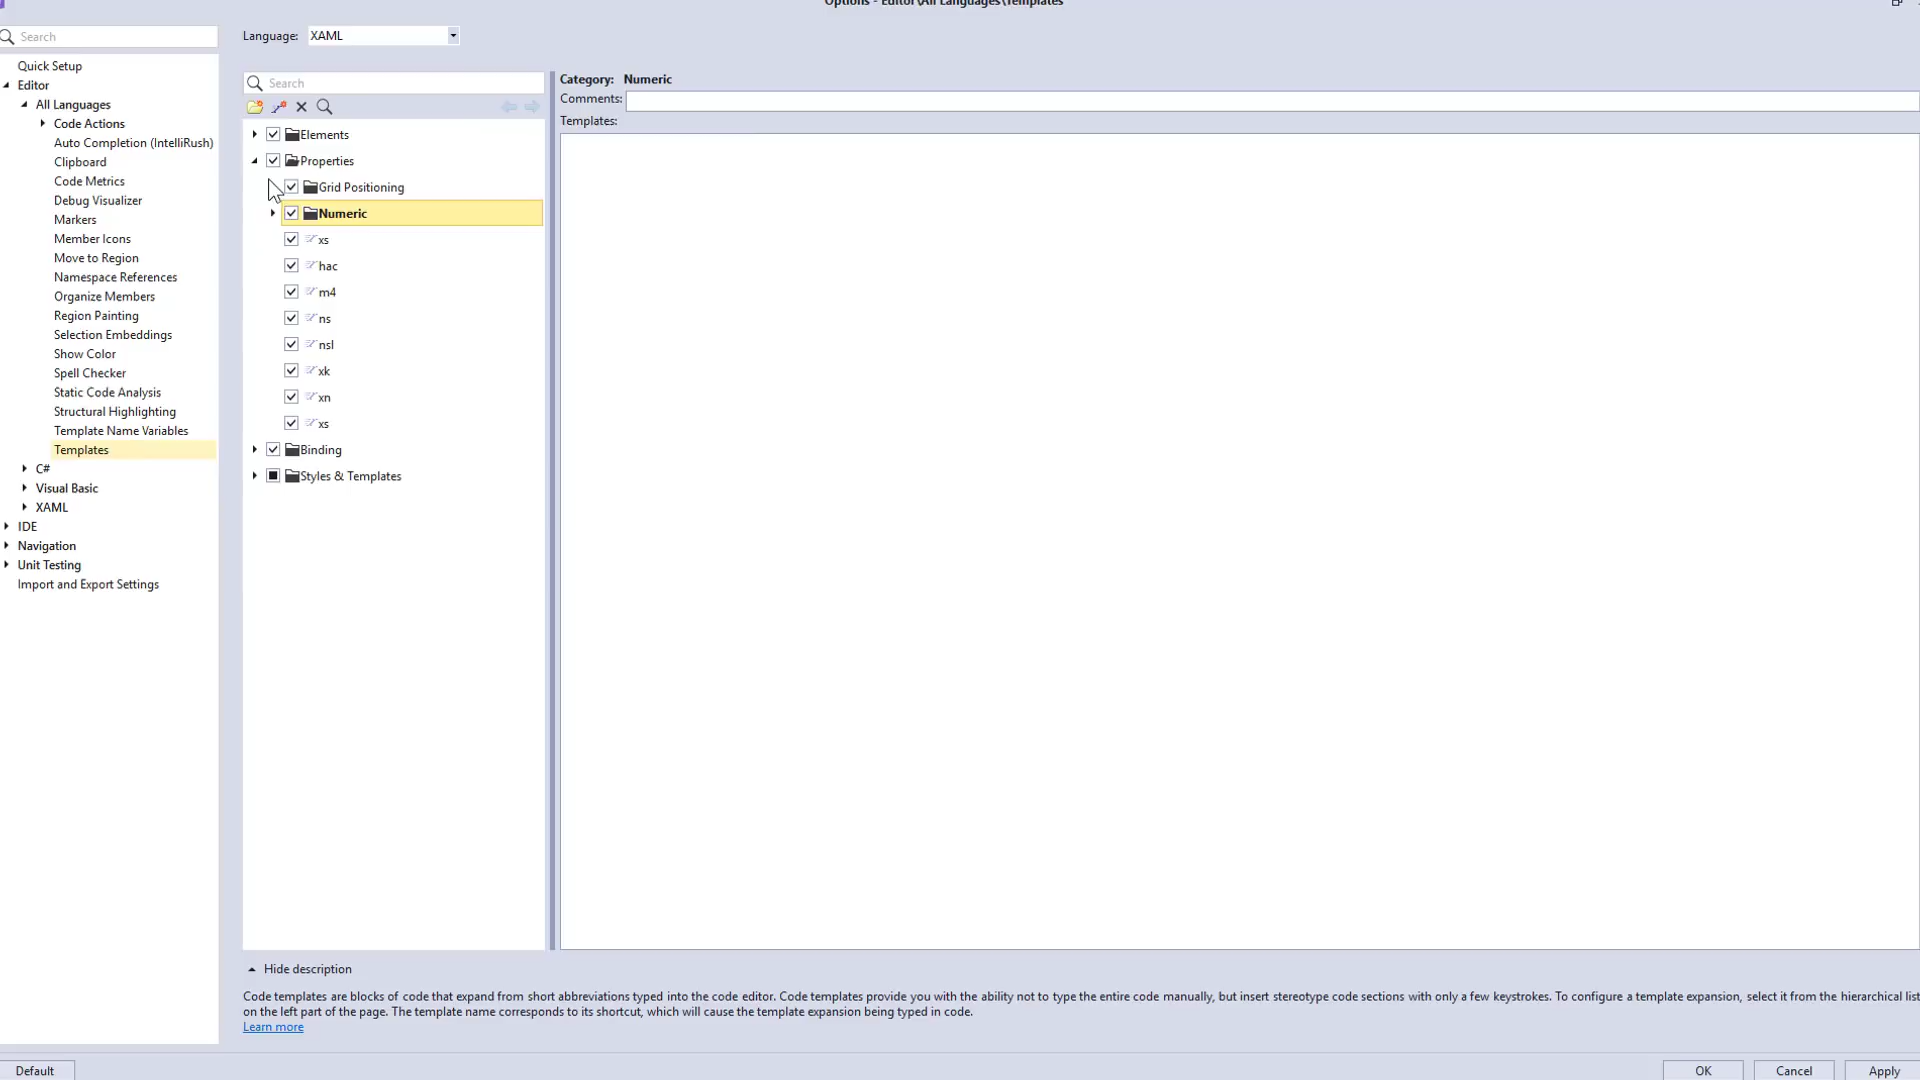 Options - Editor\All Languages\Templates
Search
Language: XAML
Quick Setup
Editor
All Languages
Code Actions
Auto Completion (IntelliRush)
Clipboard
Code Metrics
Debug Visualizer
Markers
Member Icons
Move to Region
Namespace References
Organize Members
Region Painting
Selection Embeddings
Show Color
Spell Checker
Static Code Analysis
Structural Highlighting
Template Name Variables
Templates
C#
Visual Basic
XAML
IDE
Navigation
Unit Testing
Import and Export Settings
Search
Elements
Properties
Grid Positioning
Numeric
xs
hac
m4
ns
nsl
xk
xn
xs
Binding
Styles & Templates
Category: Numeric
Comments:
Templates:
Hide description
Code templates are blocks of code that expand from short abbreviations typed into the code editor. Code templates provide you with the ability not to type the entire code manually, but insert stereotype code sections with only a few keystrokes. To configure a template expansion, select it from the hierarchical list
on the left part of the page. The template name corresponds to its shortcut, which will cause the template expansion being typed in code.
Learn more
Default
OK
Cancel
Apply